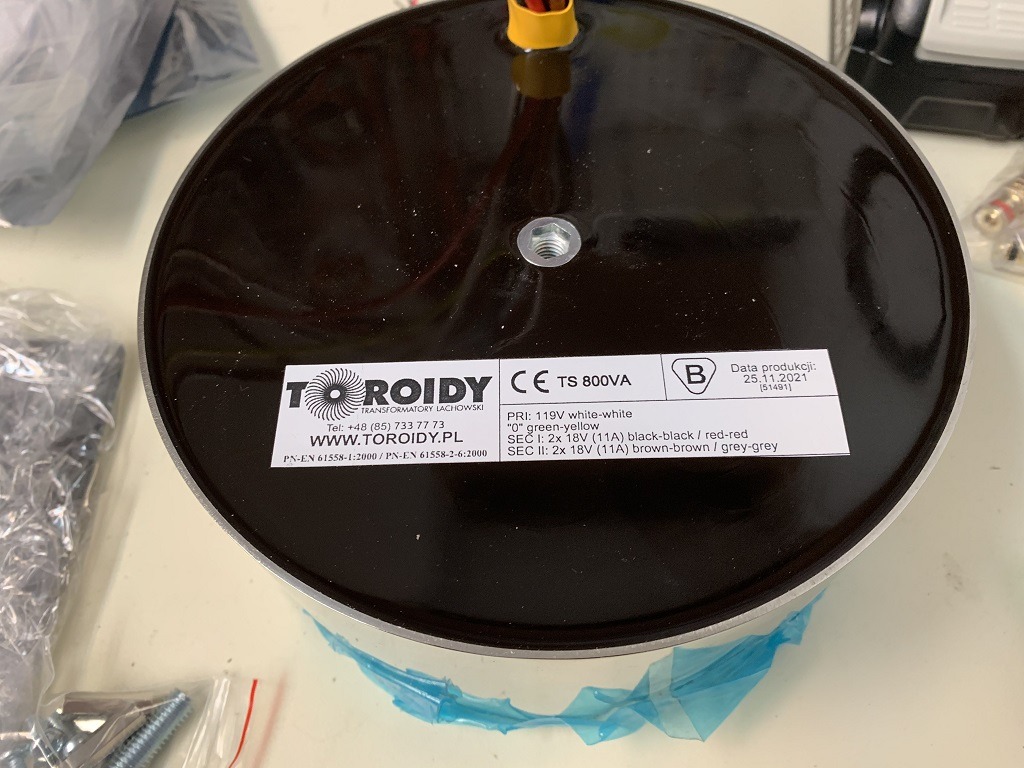 TOROIDY
TRANSFORMATORY LACHOWSKI
Tel: +48 (85) 733 77 73
WWW.TOROIDY.PL
PN-EN 61558-1:2000 / PN-EN 61558-2-6:2000
CE TS 800VA
B
Data produkcji:
25.11.2021
[51491]
PRI: 119V white-white
"0" green-yellow
SEC I: 2x 18V (11A) black-black / red-red
SEC II: 2x 18V (11A) brown-brown / grey-grey